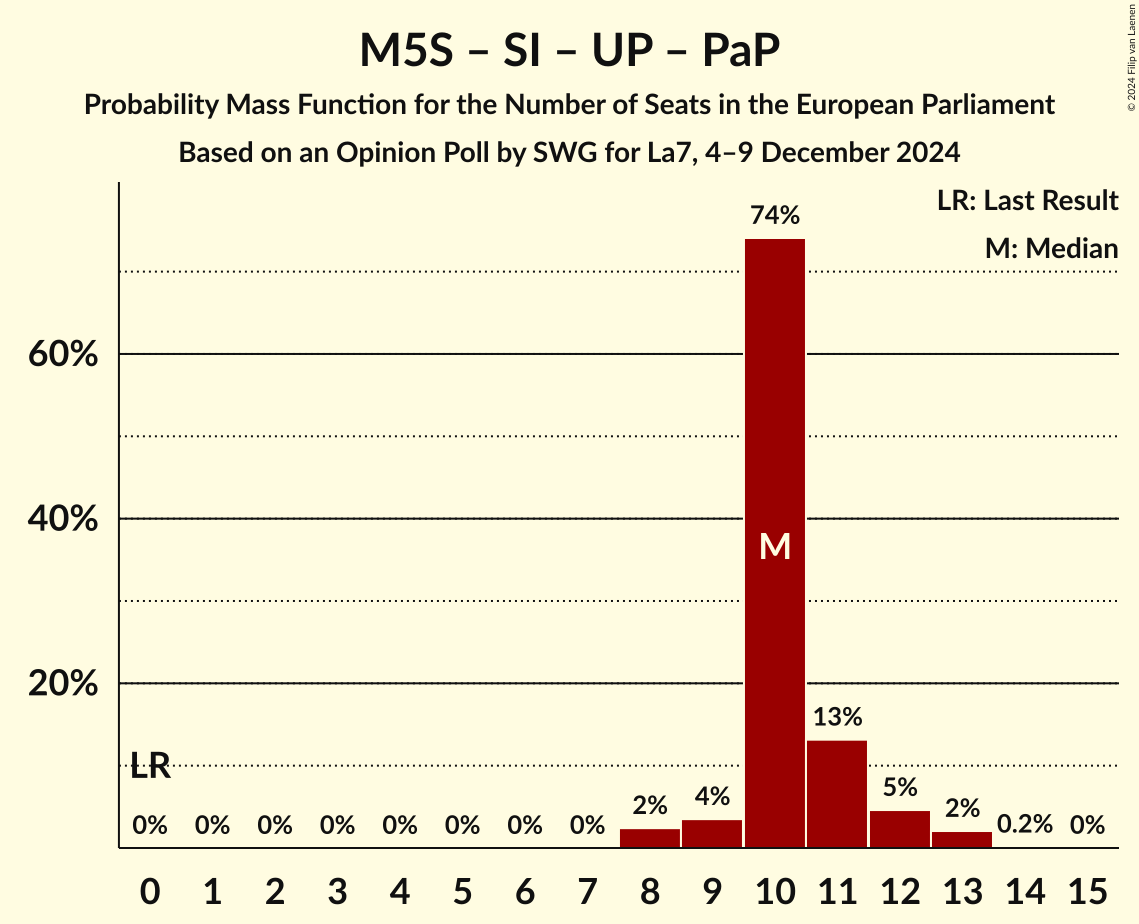 M5S – SI – UP – PaP
Probability Mass Function for the Number of Seats in the European Parliament
Based on an Opinion Poll by SWG for La7, 4–9 December 2024
© 2024 Filip van Laenen
LR: Last Result
M: Median
74%
60%
40%
M
20%
13%
LR
5%
4%
2%
2%
0% 0% 0% 0% 0% 0% 0% 0% 0.2% 0%
0 1 2 3 4 5 6 7 8 9 10 11 12 13 14 15